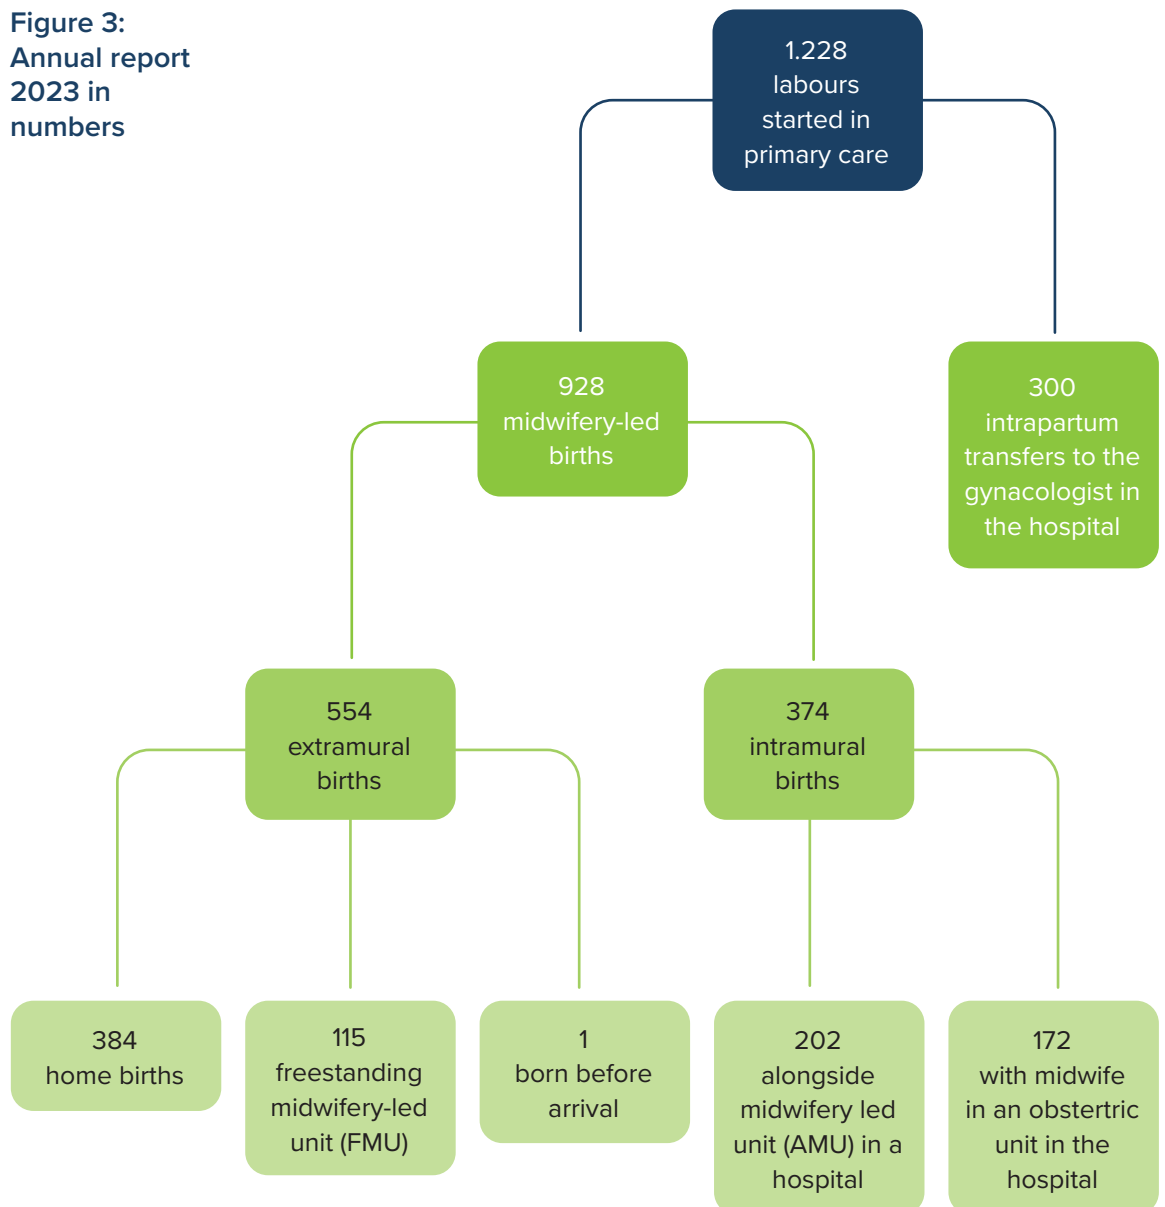 Figure 3:
Annual report
2023 in
numbers
1.228
labours
started in
primary care
928
midwifery-led
births
300
intrapartum
transfers to the
gynacologist in
the hospital
554
extramural
births
374
intramural
births
384
home births
115
freestanding
midwifery-led
unit (FMU)
1
born before
arrival
202
alongside
midwifery led
unit (AMU) in a
hospital
172
with midwife
in an obstertric
unit in the
hospital